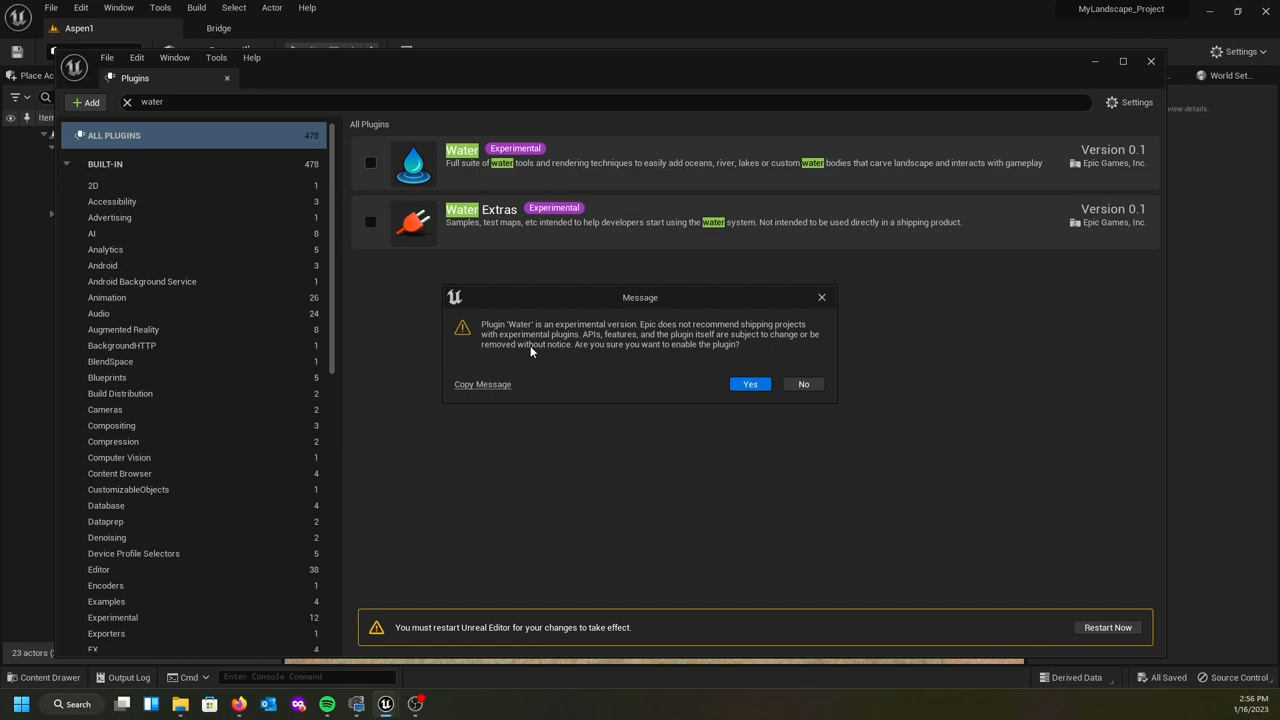 File Edit Window Tools Build Select Actor Help
MyLandscape_Project
Aspen1
Bridge
Settings
Place Ac
World Set...
File Edit Window Tools Help
Plugins
Add
water
Settings
Item
ALL PLUGINS 478
BUILT-IN 478
2D 1
Accessibility 3
Advertising 1
AI 8
Analytics 5
Android 3
Android Background Service 1
Animation 26
Audio 24
Augmented Reality 8
BackgroundHTTP 1
BlendSpace 1
Blueprints 5
Build Distribution 2
Cameras 2
Compositing 3
Compression 2
Computer Vision 1
Content Browser 4
CustomizableObjects 1
Database 4
Dataprep 2
Denoising 2
Device Profile Selectors 5
Editor 38
Encoders 1
Examples 4
Experimental 12
Exporters 1
FX 4
All Plugins
Water Experimental
Version 0.1
Full suite of water tools and rendering techniques to easily add oceans, river, lakes or custom water bodies that carve landscape and interacts with gameplay
Epic Games, Inc.
Water Extras Experimental
Version 0.1
Samples, test maps, etc intended to help developers start using the water system. Not intended to be used directly in a shipping product.
Epic Games, Inc.
view details.
Message
Plugin 'Water' is an experimental version. Epic does not recommend shipping projects
with experimental plugins. APIs, features, and the plugin itself are subject to change or be
removed without notice. Are you sure you want to enable the plugin?
Copy Message
Yes
No
You must restart Unreal Editor for your changes to take effect.
Restart Now
23 actors (
Content Drawer
Output Log
Cmd
Enter Console Command
Derived Data
All Saved
Source Control
Search
2:56 PM
1/16/2023